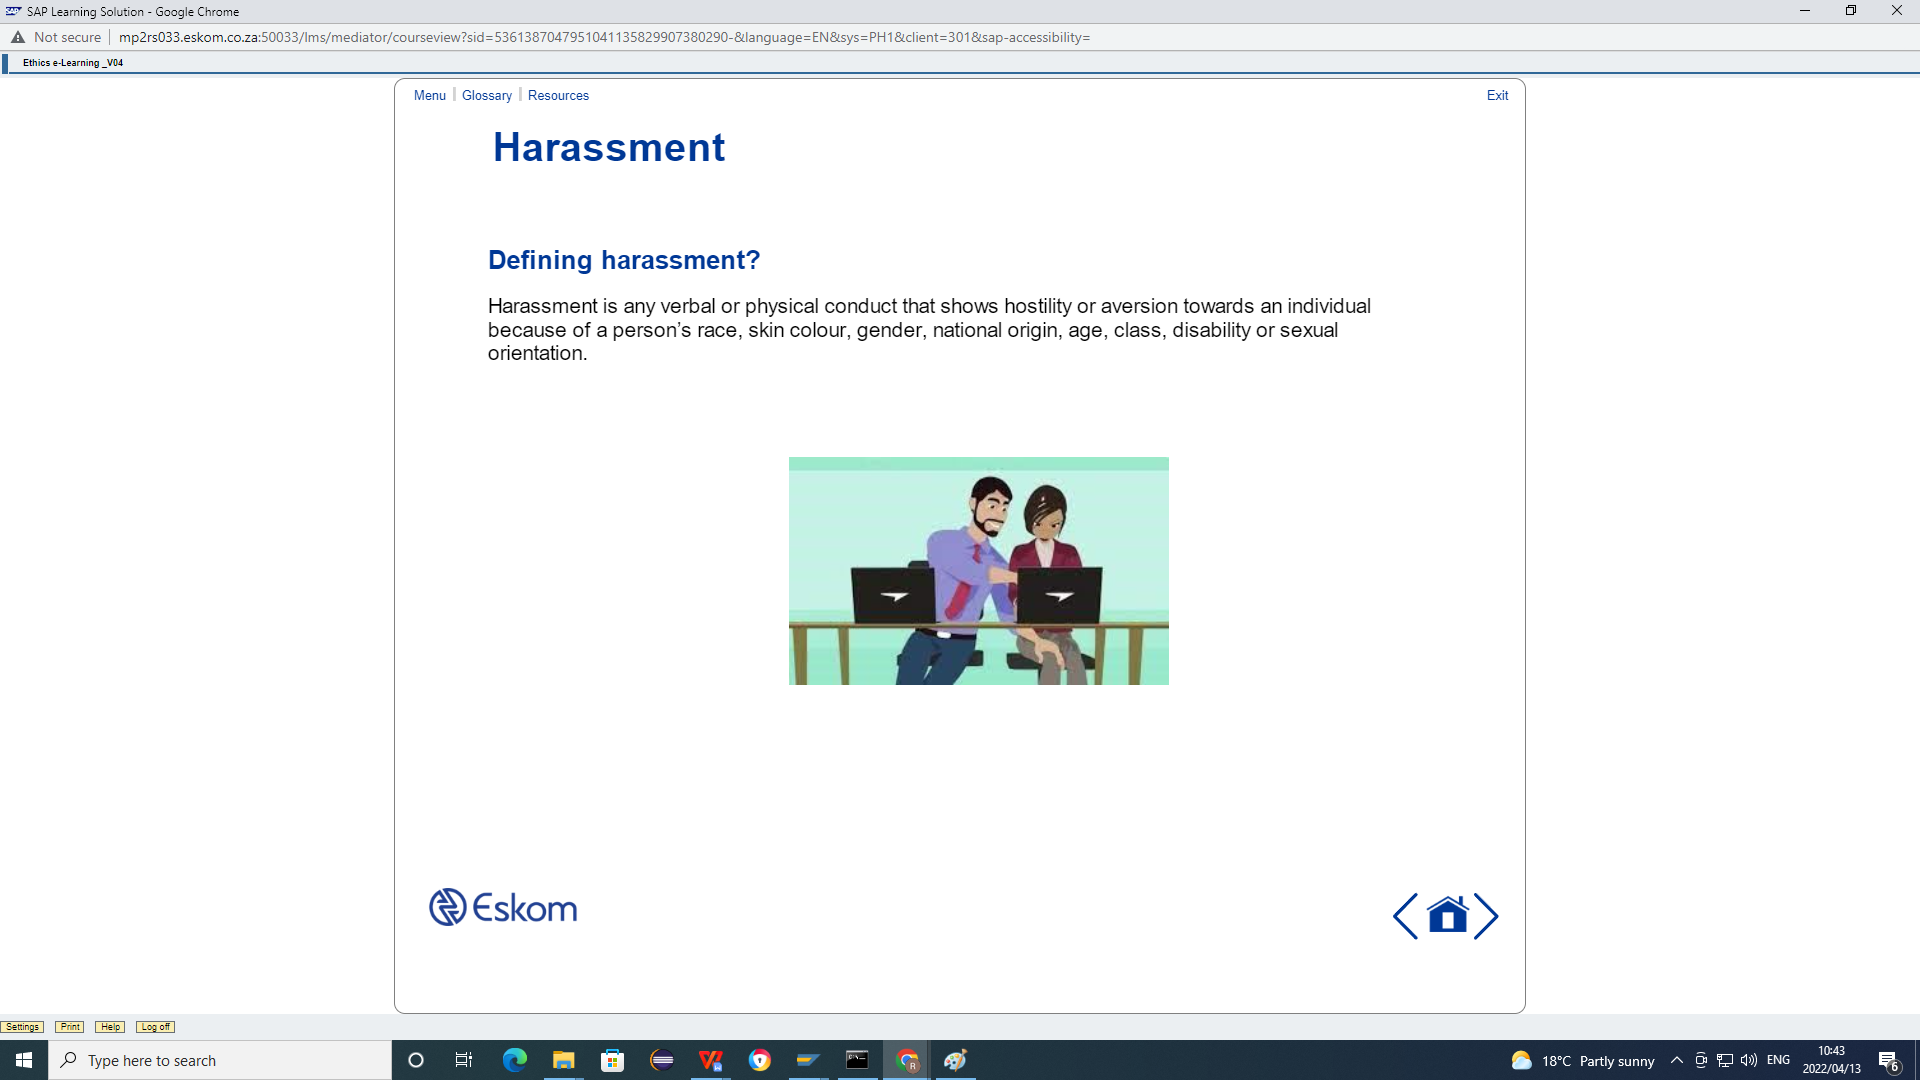 SAP Learning Solution - Google Chrome
Not secure mp2rs033.eskom.co.za:50033/lms/mediator/courseview?sid=5361387047951041135829907380290-&language=EN&sys=PH1&client=301&sap-accessibility=
Ethics e-Learning _V04
Menu Glossary Resources Exit
Harassment
Defining harassment?
Harassment is any verbal or physical conduct that shows hostility or aversion towards an individual
because of a person’s race, skin colour, gender, national origin, age, class, disability or sexual
orientation.
Eskom
Settings Print Help Log off
Type here to search
18°C Partly sunny
ENG
10:43
2022/04/13
6